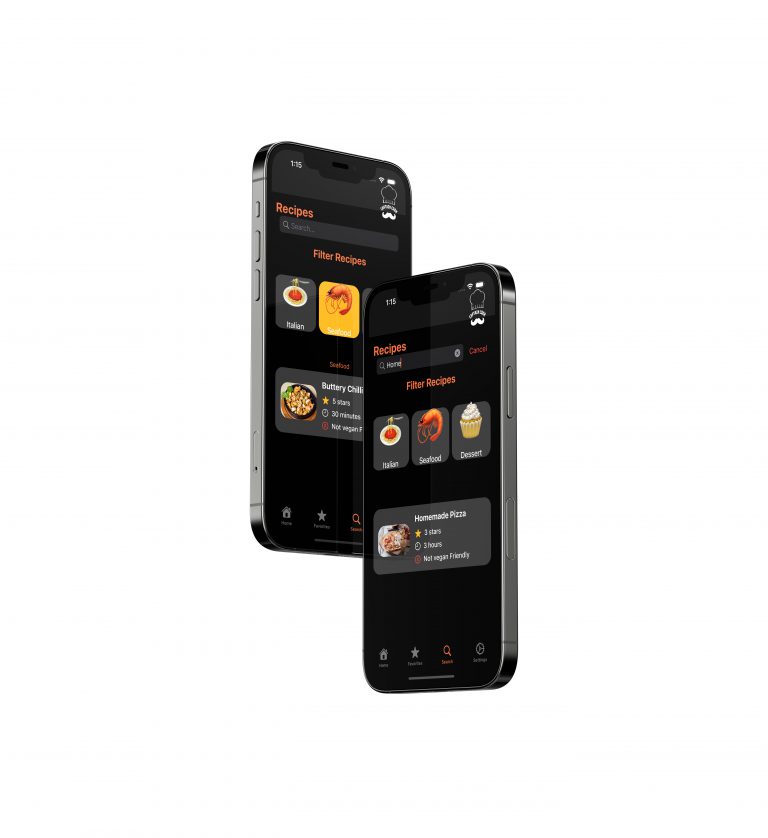 1:15
Recipes
Search...
Filter Recipes
Italian
Seafood
Seafood
Buttery Chilli
5 stars
30 minutes
Not vegan F
Home
Favorites
Search
1:15
Recipes
Home
Cancel
Filter Recipes
Italian
Seafood
Dessert
Homemade Pizza
3 stars
3 hours
Not vegan Friendly
Home
Favorites
Search
Settings